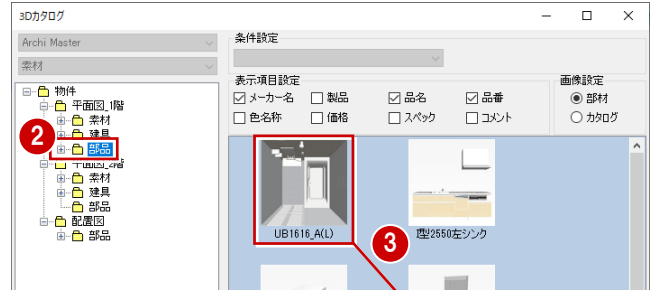 3Dカタログ
Archi Master
素材
条件設定
表示項目設定
メーカー名 製品 品名 品番
色名称 価格 スペック コメント
画像設定
部材
カタログ
物件
平面図_1階
素材
建具
2
部品
平面図_2階
素材
建具
部品
配置図
部品
UB1616_A(L)
3
I型2550左シンク